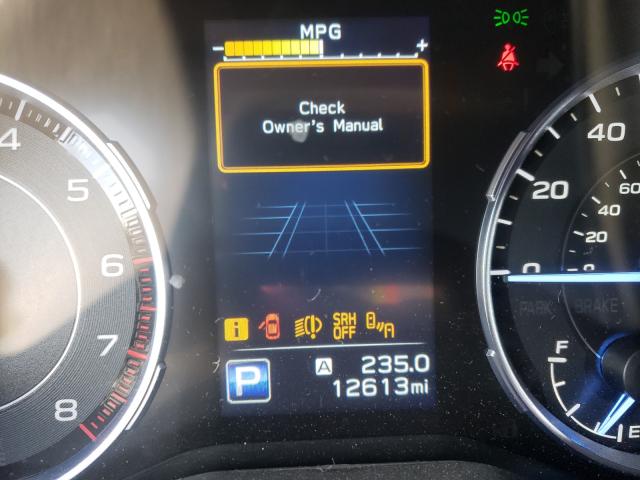 MPG
- +
Check
Owner's Manual
4
5
6
7
8
40
20
0
60
40
20
0
PARK BRAKE
F
E
i
SRH
OFF
A
P
A 235.0
12613mi